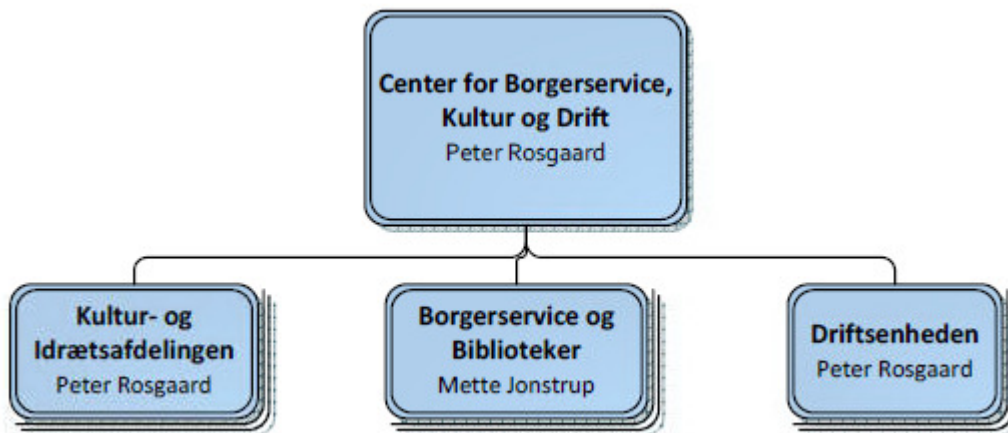 Center for Borgerservice,
Kultur og Drift
Peter Rosgaard
Kultur- og
Idrætsafdelingen
Peter Rosgaard
Borgerservice og
Biblioteker
Mette Jonstrup
Driftsenheden
Peter Rosgaard